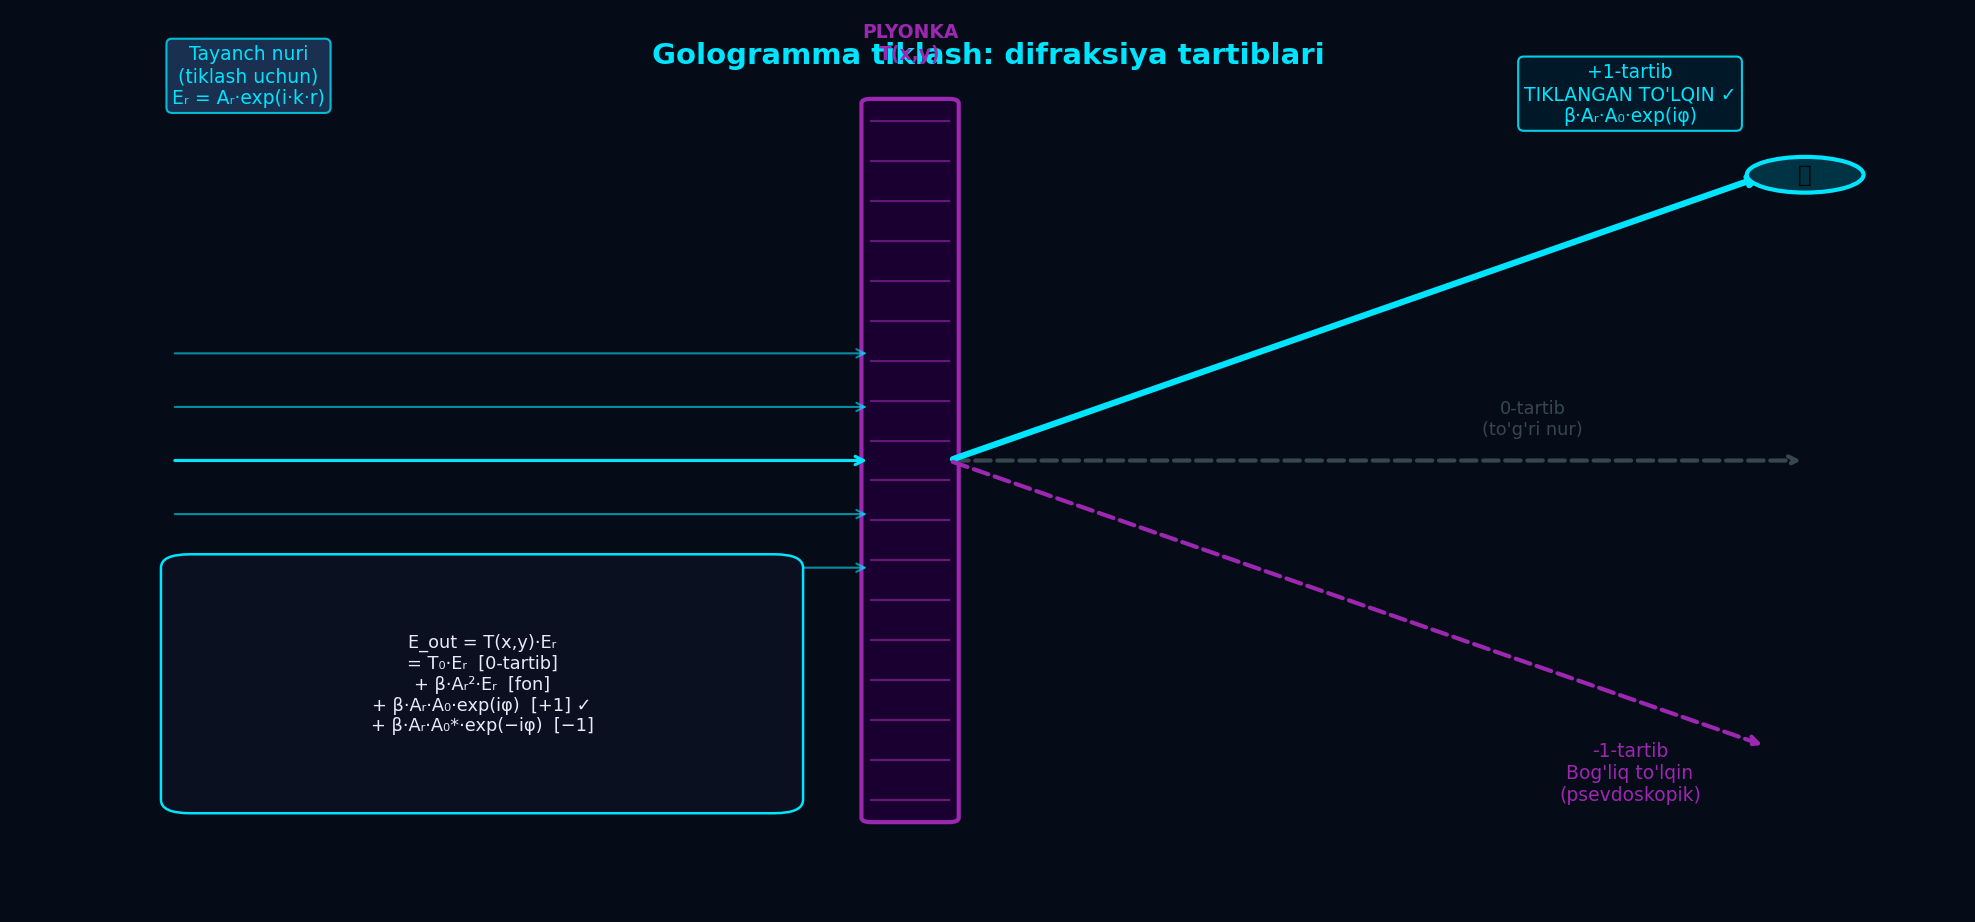 PLYONKA
T(x,y)
Gologramma tiklash: difraksiya tartiblari
Tayanch nuri
(tiklash uchun)
Eᵣ = Aᵣ·exp(i·k·r)
+1-tartib
TIKLANGAN TO'LQIN ✓
β·Aᵣ·A₀·exp(iφ)
0-tartib
(to'g'ri nur)
E_out = T(x,y)·Eᵣ
= T₀·Eᵣ  [0-tartib]
+ β·Aᵣ²·Eᵣ  [fon]
+ β·Aᵣ·A₀·exp(iφ)  [+1] ✓
+ β·Aᵣ·A₀*·exp(−iφ)  [−1]
-1-tartib
Bog'liq to'lqin
(psevdoskopik)